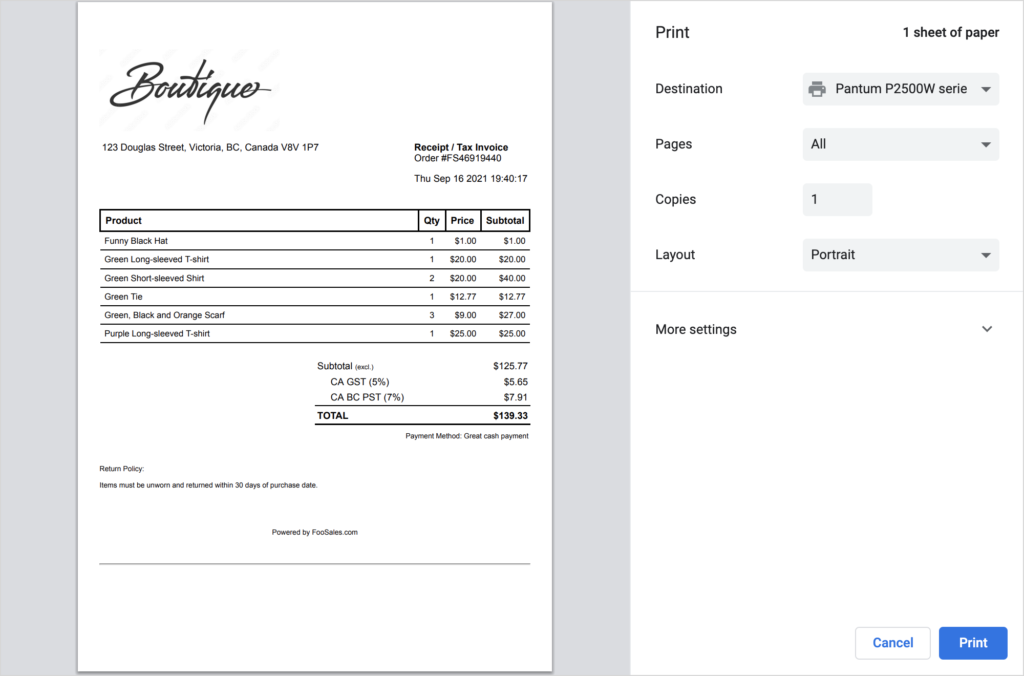 Boutique
123 Douglas Street, Victoria, BC, Canada V8V 1P7
Receipt / Tax Invoice
Order #FS46919440
Thu Sep 16 2021 19:40:17
Product Qty Price Subtotal
Funny Black Hat 1 $1.00 $1.00
Green Long-sleeved T-shirt 1 $20.00 $20.00
Green Short-sleeved Shirt 2 $20.00 $40.00
Green Tie 1 $12.77 $12.77
Green, Black and Orange Scarf 3 $9.00 $27.00
Purple Long-sleeved T-shirt 1 $25.00 $25.00
Subtotal (excl.) $125.77
CA GST (5%) $5.65
CA BC PST (7%) $7.91
TOTAL $139.33
Payment Method: Great cash payment
Return Policy:
Items must be unworn and returned within 30 days of purchase date.
Powered by FooSales.com
Print 1 sheet of paper
Destination Pantum P2500W serie
Pages All
Copies 1
Layout Portrait
More settings
Cancel Print